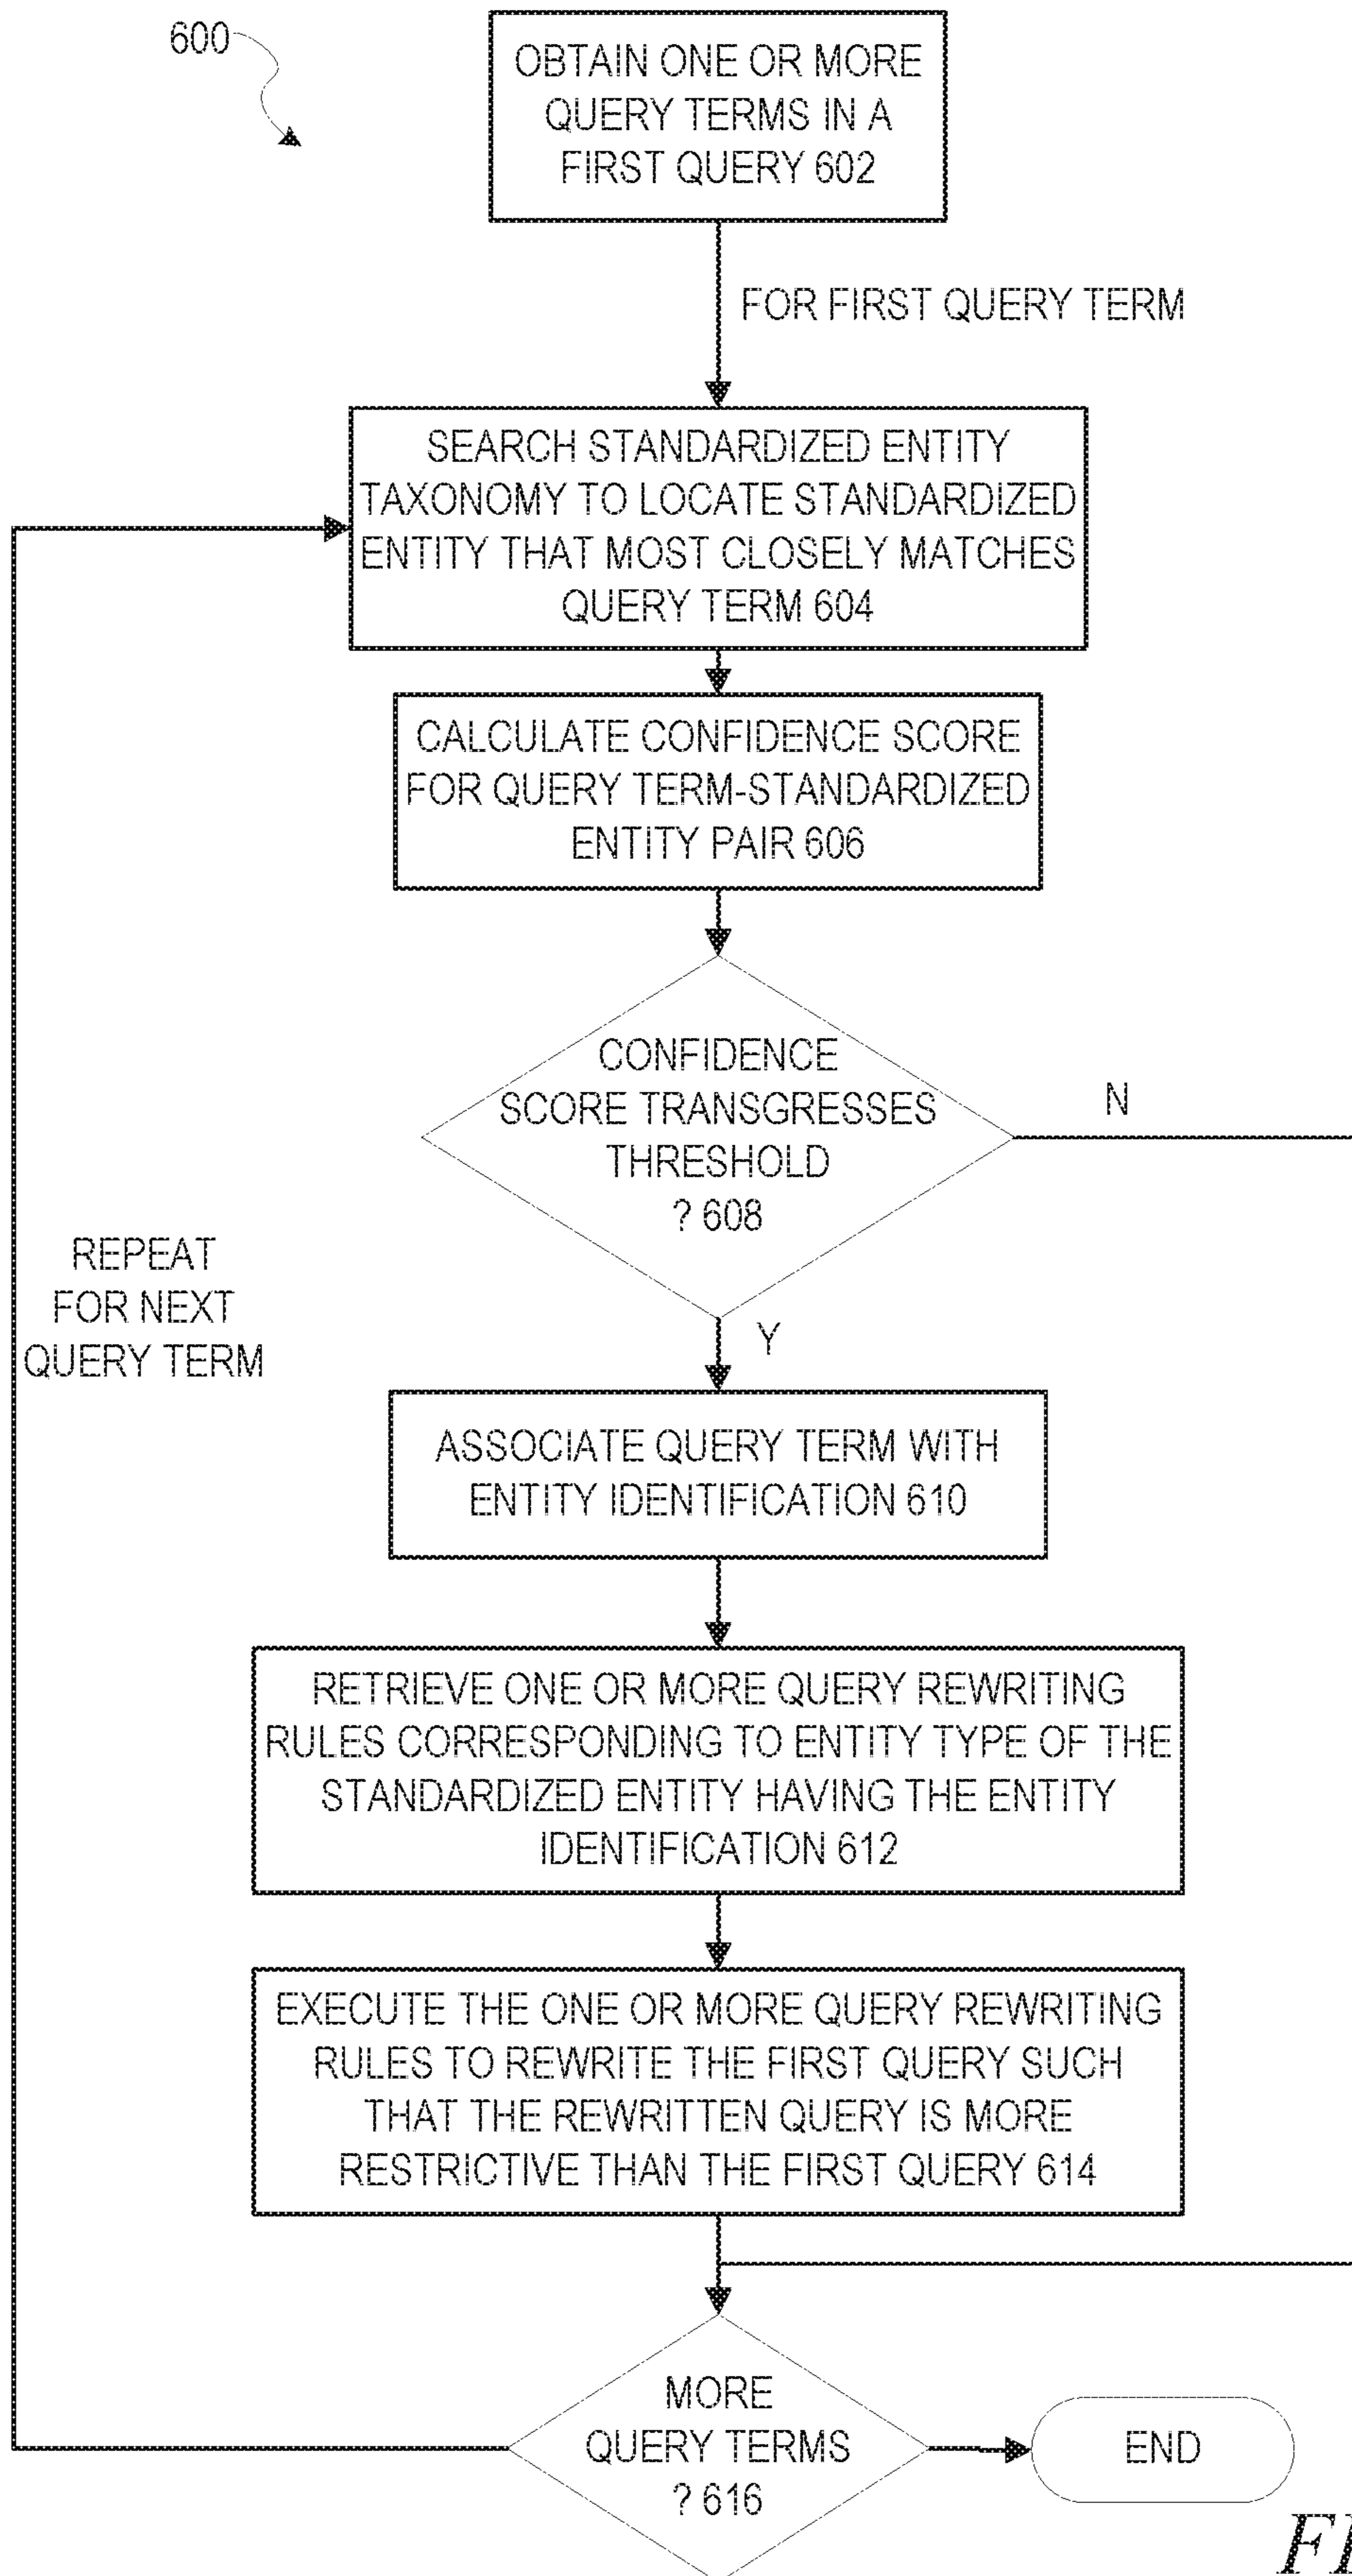 600
OBTAIN ONE OR MORE
QUERY TERMS IN A
FIRST QUERY 602
FOR FIRST QUERY TERM
SEARCH STANDARDIZED ENTITY
TAXONOMY TO LOCATE STANDARDIZED
ENTITY THAT MOST CLOSELY MATCHES
QUERY TERM 604
CALCULATE CONFIDENCE SCORE
FOR QUERY TERM-STANDARDIZED
ENTITY PAIR 606
CONFIDENCE
SCORE TRANSGRESSES
THRESHOLD
? 608
N
Y
REPEAT
FOR NEXT
QUERY TERM
ASSOCIATE QUERY TERM WITH
ENTITY IDENTIFICATION 610
RETRIEVE ONE OR MORE QUERY REWRITING
RULES CORRESPONDING TO ENTITY TYPE OF THE
STANDARDIZED ENTITY HAVING THE ENTITY
IDENTIFICATION 612
EXECUTE THE ONE OR MORE QUERY REWRITING
RULES TO REWRITE THE FIRST QUERY SUCH
THAT THE REWRITTEN QUERY IS MORE
RESTRICTIVE THAN THE FIRST QUERY 614
MORE
QUERY TERMS
? 616
END